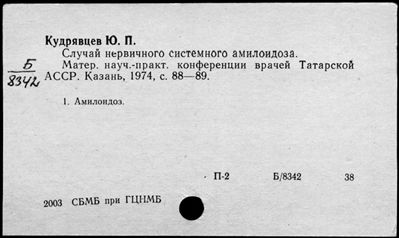 Кудрявцев Ю. П.
Случай нервичного системного амилоидоза.
Матер. науч.-практ. конференции врачей Татарской
АССР. Казань, 1974, с. 88—89.
Б
8342
1. Амилоидоз.
П-2 Б/8342 38
2003 СБМБ при ГЦНМБ